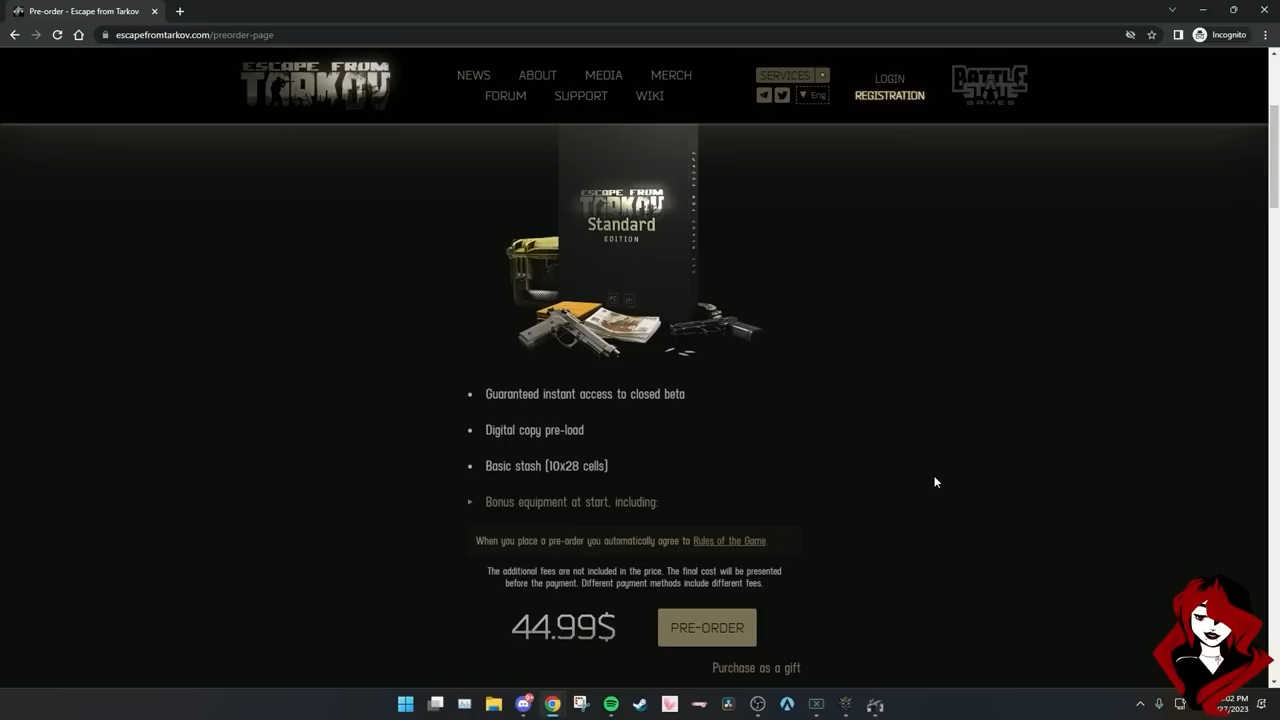 Pre-order - Escape from Tarkov
escapefromtarkov.com/preorder-page
Incognito
ESCAPE FROM
TARKOV
NEWS ABOUT MEDIA MERCH
FORUM SUPPORT WIKI
SERVICES
Eng
LOGIN
REGISTRATION
BATTLE
STATE
GAMES
ESCAPE FROM
TARKOV
Standard
EDITION
Guaranteed instant access to closed beta
Digital copy pre-load
Basic stash [10x28 cells]
Bonus equipment at start, including:
When you place a pre-order you automatically agree to Rules of the Game.
The additional fees are not included in the price. The final cost will be presented
before the payment. Different payment methods include different fees.
44.99$ PRE-ORDER
Purchase as a gift